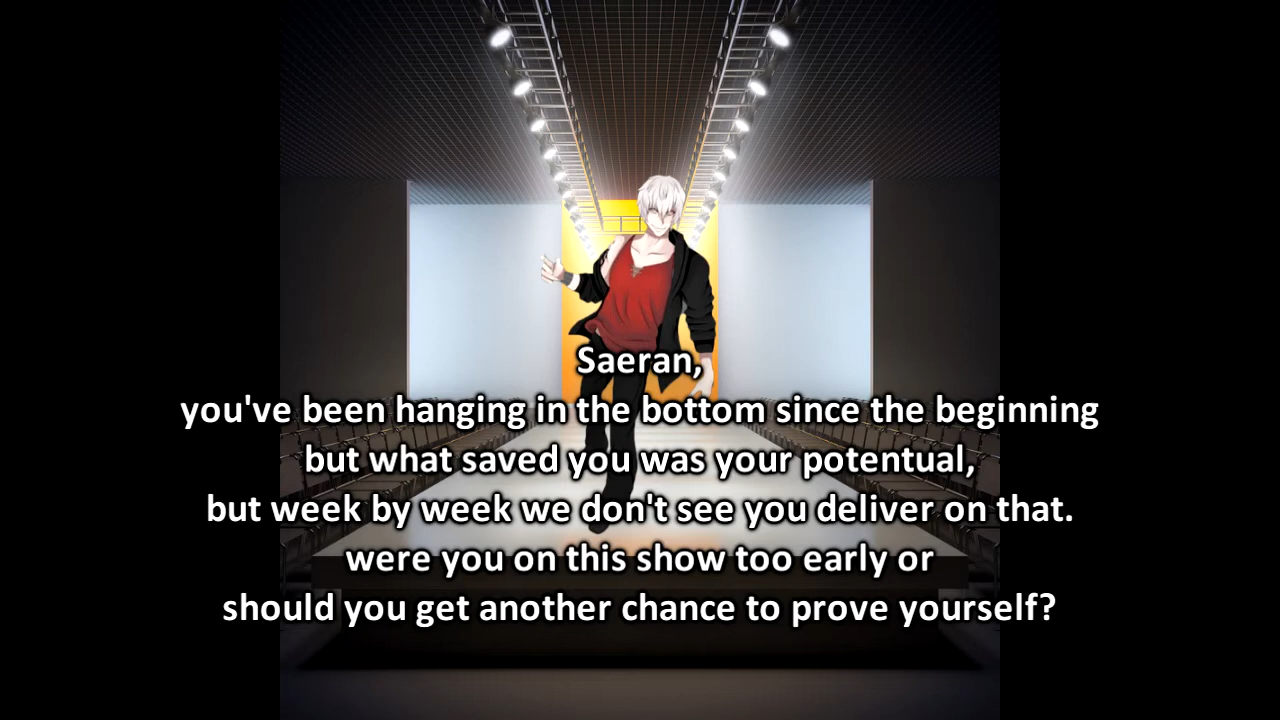 Saeran,
you've been hanging in the bottom since the beginning
but what saved you was your potentual,
but week by week we don't see you deliver on that.
were you on this show too early or
should you get another chance to prove yourself?